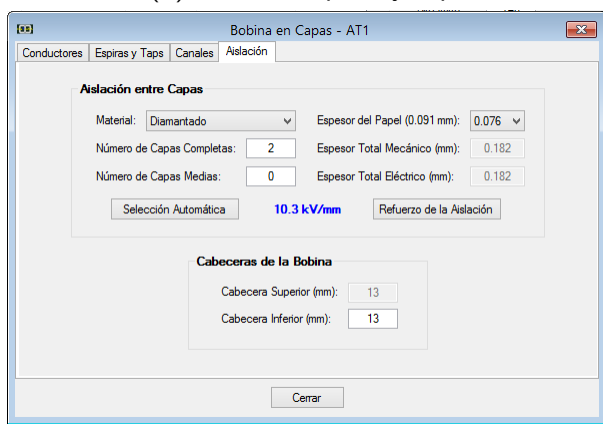 Bobina en Capas - AT1
Conductores Espiras y Taps Canales Aislación
Aislación entre Capas
Material: Diamantado Espesor del Papel (0.091 mm): 0.076
Número de Capas Completas: 2 Espesor Total Mecánico (mm): 0.182
Número de Capas Medias: 0 Espesor Total Eléctrico (mm): 0.182
Selección Automática 10.3 kV/mm Refuerzo de la Aislación
Cabeceras de la Bobina
Cabecera Superior (mm): 13
Cabecera Inferior (mm): 13
Cerrar